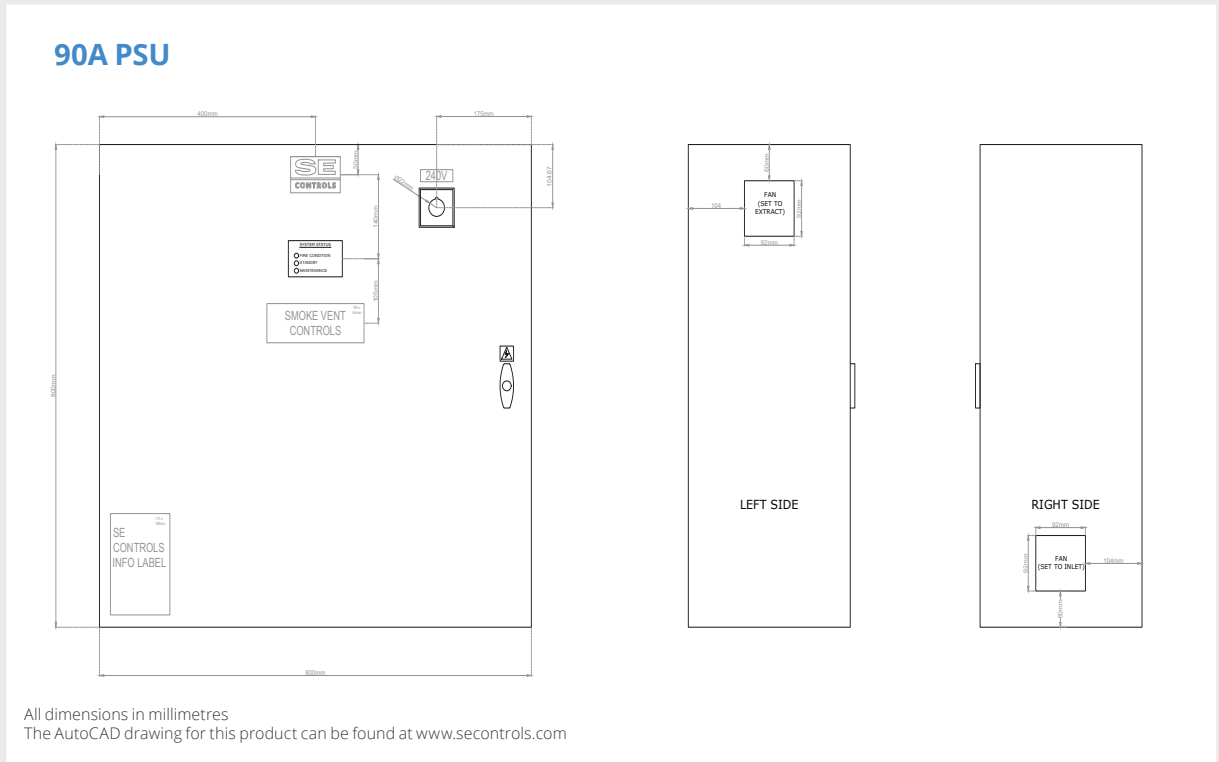 90A PSU
400mm
175mm
SE
CONTROLS
50mm
240V
Ø22mm
104.67
140mm
SYSTEM STATUS
FIRE CONDITION
STANDBY
MAINTENANCE
105mm
SMOKE VENT
CONTROLS
SE
CONTROLS
INFO LABEL
800mm
60mm
FAN
(SET TO
EXTRACT)
104
92mm
92mm
LEFT SIDE
RIGHT SIDE
92mm
FAN
(SET TO INLET)
92mm
104mm
60mm
All dimensions in millimetres
The AutoCAD drawing for this product can be found at www.secontrols.com